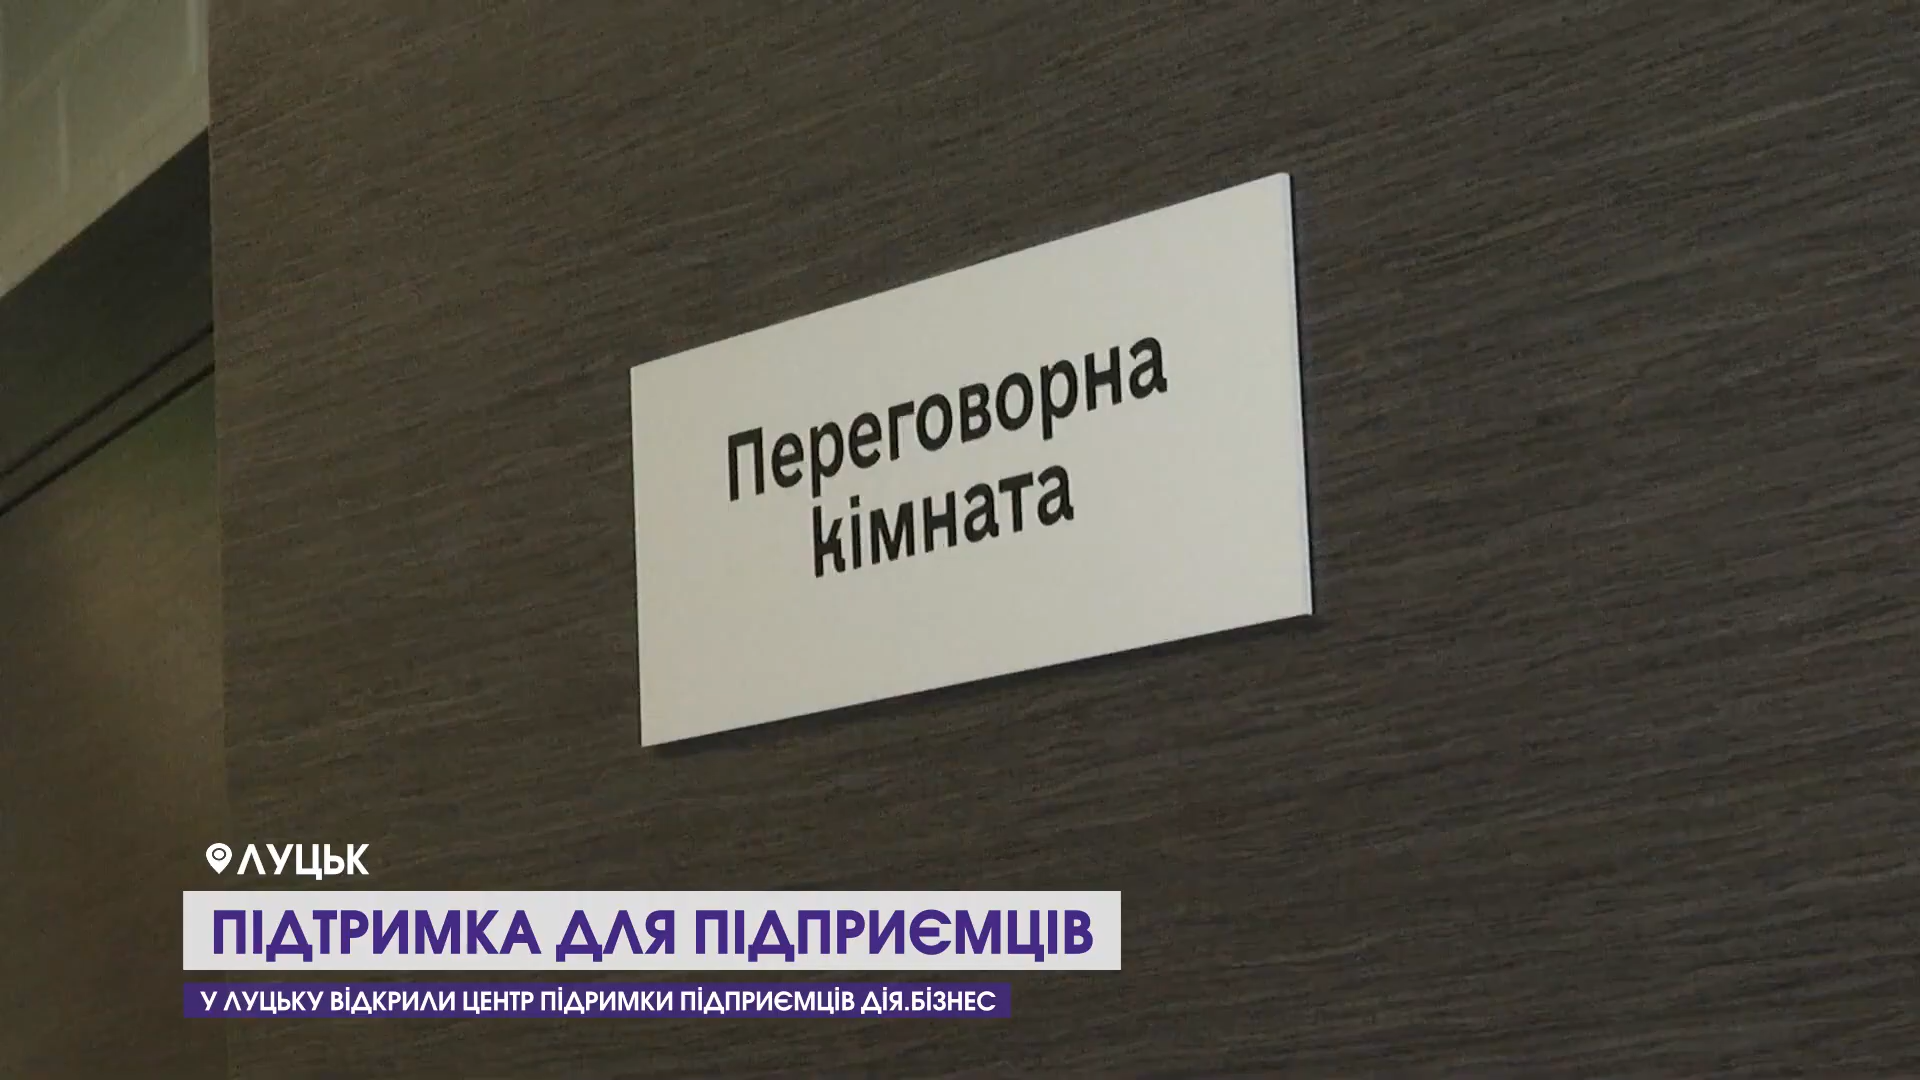 Переговорна
кімната
ЛУЦЬК
ПІДТРИМКА ДЛЯ ПІДПРИЄМЦІВ
У ЛУЦЬКУ ВІДКРИЛИ ЦЕНТР ПІДРИМКИ ПІДПРИЄМЦІВ ДІЯ.БІЗНЕС